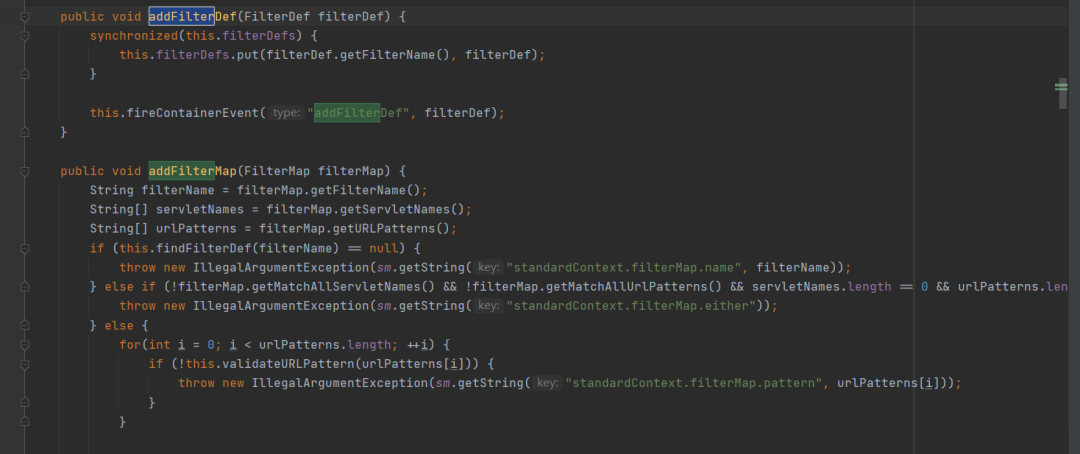 public void addFilterDef(FilterDef filterDef) {
synchronized(this.filterDefs) {
this.filterDefs.put(filterDef.getFilterName(), filterDef);
}
this.fireContainerEvent( type: "addFilterDef", filterDef);
}
public void addFilterMap(FilterMap filterMap) {
String filterName = filterMap.getFilterName();
String[] servletNames = filterMap.getServletNames();
String[] urlPatterns = filterMap.getURLPatterns();
if (this.findFilterDef(filterName) == null) {
throw new IllegalArgumentException(sm.getString( key: "standardContext.filterMap.name", filterName));
} else if (!filterMap.getMatchAllServletNames() && !filterMap.getMatchAllUrlPatterns() && servletNames.length == 0 && urlPatterns.len
throw new IllegalArgumentException(sm.getString( key: "standardContext.filterMap.either"));
} else {
for(int i = 0; i < urlPatterns.length; ++i) {
if (!this.validateURLPattern(urlPatterns[i])) {
throw new IllegalArgumentException(sm.getString( key: "standardContext.filterMap.pattern", urlPatterns[i]));
}
}